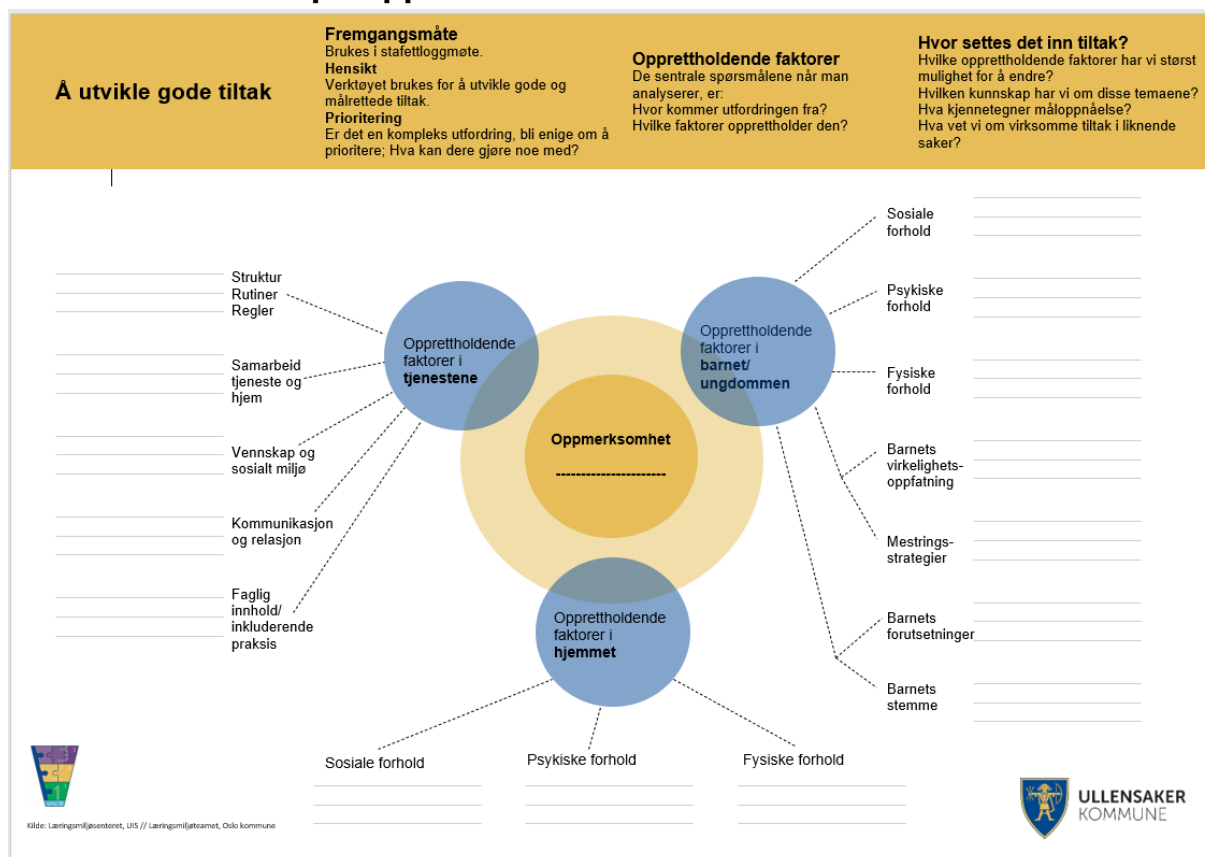 Å utvikle gode tiltak
Fremgangsmåte
Brukes i stafettloggmøte.
Hensikt
Verktøyet brukes for å utvikle gode og
målrettede tiltak.
Prioritering
Er det en kompleks utfordring, bli enige om å
prioritere; Hva kan dere gjøre noe med?
Opprettholdende faktorer
De sentrale spørsmålene når man
analyserer, er:
Hvor kommer utfordringen fra?
Hvilke faktorer opprettholder den?
Hvor settes det inn tiltak?
Hvilke opprettholdende faktorer har vi størst
mulighet for å endre?
Hvilken kunnskap har vi om disse temaene?
Hva kjennetegner måloppnåelse?
Hva vet vi om virksomme tiltak i liknende
saker?
Struktur
Rutiner
Regler
Samarbeid
tjeneste og
hjem
Vennskap og
sosialt miljø
Kommunikasjon
og relasjon
Faglig
innhold/
inkluderende
praksis
Opprettholdende
faktorer i
tjenestene
Oppmerksomhet
----------------------
Opprettholdende
faktorer i
barnet/
ungdommen
Sosiale
forhold
Psykiske
forhold
Fysiske
forhold
Barnets
virkelighets-
oppfatning
Mestrings-
strategier
Barnets
forutsetninger
Barnets
stemme
Opprettholdende
faktorer i
hjemmet
Sosiale forhold
Psykiske forhold
Fysiske forhold
1
Kilde: Læringsmiljøsenteret, UIS // Læringsmiljøteamet, Oslo kommune
ULLENSAKER
KOMMUNE